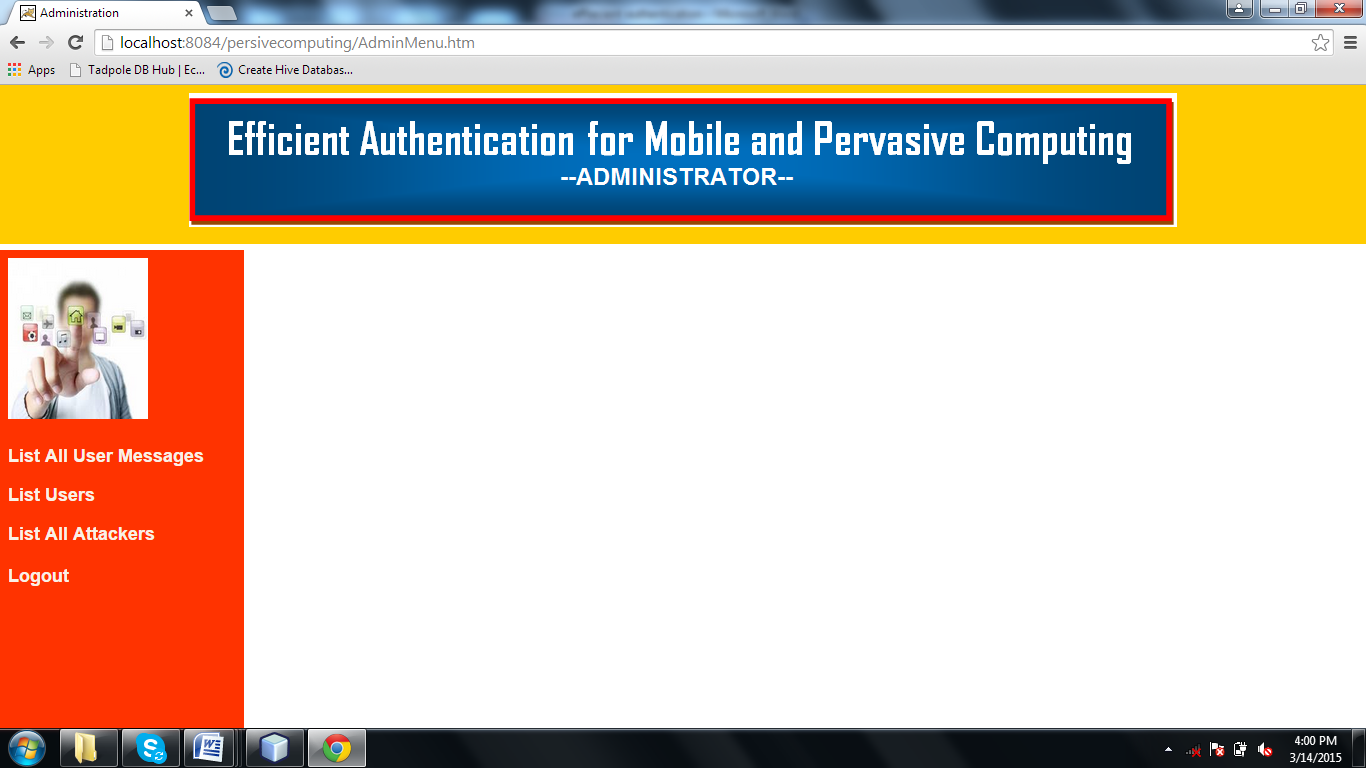 Administration
localhost:8084/persivecomputing/AdminMenu.htm
Apps
Tadpole DB Hub | Ec...
Create Hive Databas...
Efficient Authentication for Mobile and Pervasive Computing
--ADMINISTRATOR--
List All User Messages
List Users
List All Attackers
Logout
4:00 PM
3/14/2015